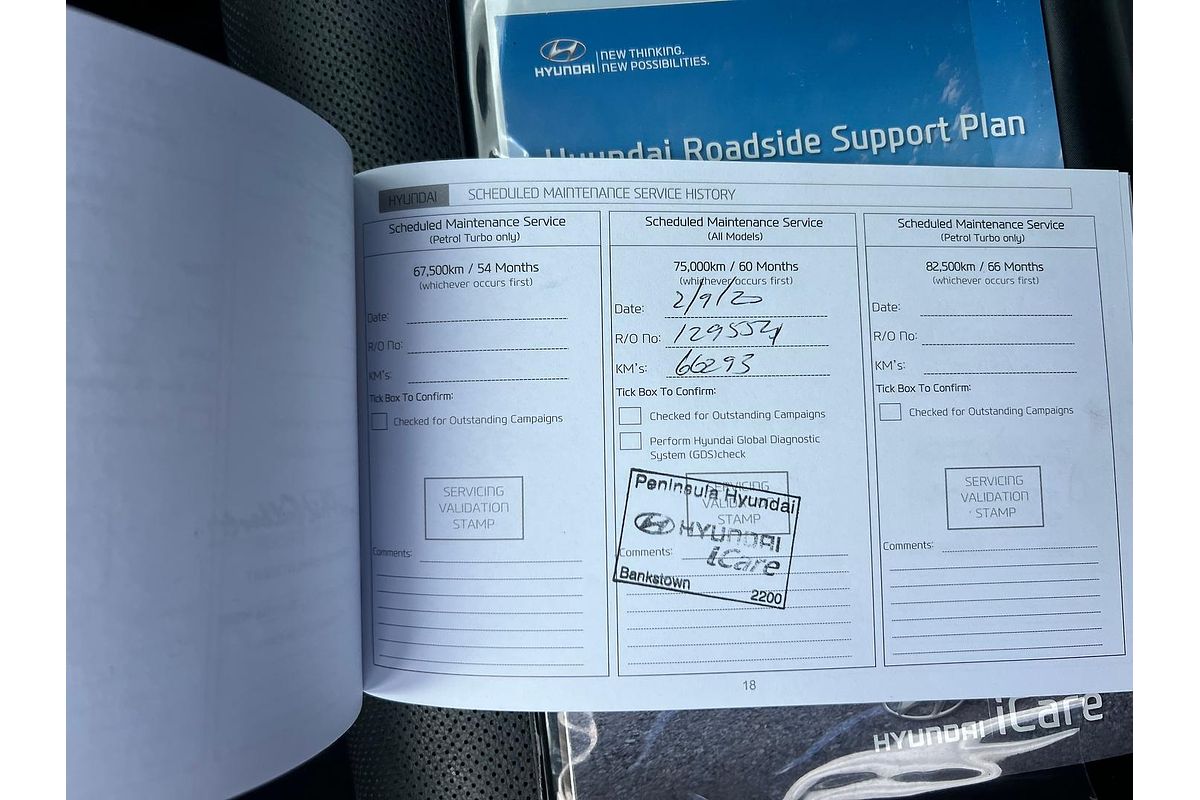 HYUNDAI
NEW THINKING.
NEW POSSIBILITIES.
Hyundai Roadside Support Plan
HYUNDAI SCHEDULED MAINTENANCE SERVICE HISTORY
Scheduled Maintenance Service
(Petrol Turbo only)
67,500km / 54 Months
(whichever occurs first)
Date:
R/O No:
KM's:
Tick Box To Confirm:
Checked for Outstanding Campaigns
SERVICING
VALIDATION
STAMP
Comments:
Scheduled Maintenance Service
(All Models)
75,000km / 60 Months
(whichever occurs first)
Date: 2/9/20
R/O No: 129554
KM's: 66293
Tick Box To Confirm:
Checked for Outstanding Campaigns
Perform Hyundai Global Diagnostic
System (GDS)check
SERVICING
VALIDATION
STAMP
Peninsula Hyundai
HYUNDAI
iCare
Bankstown 2200
Comments:
Scheduled Maintenance Service
(Petrol Turbo only)
82,500km / 66 Months
(whichever occurs first)
Date:
R/O No:
KM's:
Tick Box To Confirm:
Checked for Outstanding Campaigns
SERVICING
VALIDATION
STAMP
Comments:
18
HYUNDAI iCare